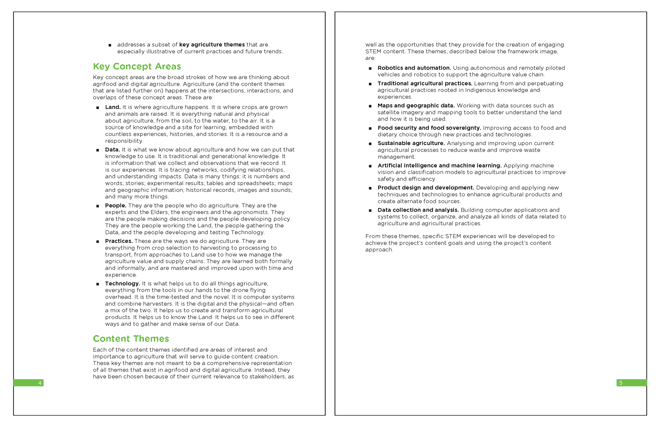 ■ addresses a subset of key agriculture themes that are
especially illustrative of current practices and future trends.
Key Concept Areas
Key concept areas are the broad strokes of how we are thinking about
agrifood and digital agriculture. Agriculture (and the content themes
that are listed further on) happens at the intersections, interactions, and
overlaps of these concept areas. These are:
■ Land. It is where agriculture happens. It is where crops are grown
and animals are raised. It is everything natural and physical
about agriculture, from the soil, to the water, to the air. It is a
source of knowledge and a site for learning, embedded with
countless experiences, histories, and stories. It is a resource and a
responsibility.
■ Data. It is what we know about agriculture and how we can put that
knowledge to use. It is traditional and generational knowledge. It
is information that we collect and observations that we record. It
is our experiences. It is tracing networks, codifying relationships,
and understanding impacts. Data is many things: it is numbers and
words; stories; experimental results; tables and spreadsheets; maps
and geographic information; historical records; images and sounds;
and many more things.
■ People. They are the people who do agriculture. They are the
experts and the Elders, the engineers and the agronomists. They
are the people making decisions and the people developing policy.
They are the people working the Land, the people gathering the
Data, and the people developing and testing Technology.
■ Practices. These are the ways we do agriculture. They are
everything from crop selection to harvesting to processing to
transport, from approaches to Land use to how we manage the
agriculture value and supply chains. They are learned both formally
and informally, and are mastered and improved upon with time and
experience.
■ Technology. It is what helps us to do all things agriculture,
everything from the tools in our hands to the drone flying
overhead. It is the time-tested and the novel. It is computer systems
and combine harvesters. It is the digital and the physical—and often
a mix of the two. It helps us to create and transform agricultural
products. It helps us to know the Land. It helps us to see in different
ways and to gather and make sense of our Data.
Content Themes
Each of the content themes identified are areas of interest and
importance to agriculture that will serve to guide content creation.
These key themes are not meant to be a comprehensive representation
of all themes that exist in agrifood and digital agriculture. Instead, they
have been chosen because of their current relevance to stakeholders, as
4
well as the opportunities that they provide for the creation of engaging
STEM content. These themes, described below the framework image,
are:
■ Robotics and automation. Using autonomous and remotely piloted
vehicles and robotics to support the agriculture value chain.
■ Traditional agricultural practices. Learning from and perpetuating
agricultural practices rooted in Indigenous knowledge and
experiences.
■ Maps and geographic data. Working with data sources such as
satellite imagery and mapping tools to better understand the land
and how it is being used.
■ Food security and food sovereignty. Improving access to food and
dietary choice through new practices and technologies.
■ Sustainable agriculture. Analysing and improving upon current
agricultural processes to reduce waste and improve waste
management.
■ Artificial intelligence and machine learning. Applying machine
vision and classification models to agricultural practices to improve
safety and efficiency.
■ Product design and development. Developing and applying new
techniques and technologies to enhance agricultural products and
create alternate food sources.
■ Data collection and analysis. Building computer applications and
systems to collect, organize, and analyze all kinds of data related to
agriculture and agricultural practices.
From these themes, specific STEM experiences will be developed to
achieve the project's content goals and using the project's content
approach.
5